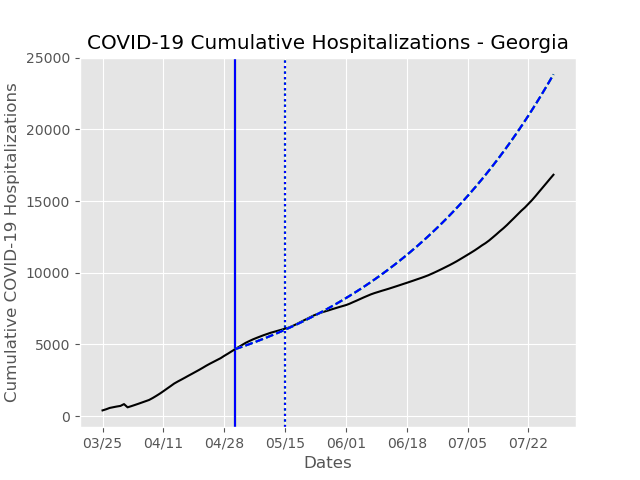 COVID-19 Cumulative Hospitalizations - Georgia
Cumulative COVID-19 Hospitalizations
25000
20000
15000
10000
5000
0
03/25 04/11 04/28 05/15 06/01 06/18 07/05 07/22
Dates